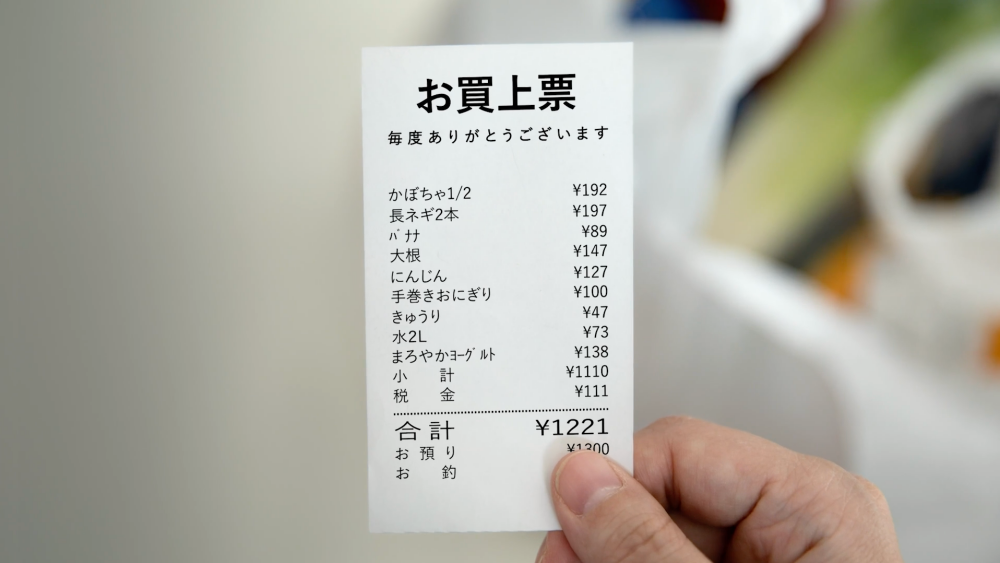 お買上票
毎度ありがとうございます
かぼちゃ1/2 ¥192
長ネギ2本 ¥197
ﾊﾞﾅﾅ ¥89
大根 ¥147
にんじん ¥127
手巻きおにぎり ¥100
きゅうり ¥47
水2L ¥73
まろやかﾖｰｸﾞﾙﾄ ¥138
小計 ¥1110
税金 ¥111
合計 ¥1221
お預り ¥1300
お釣